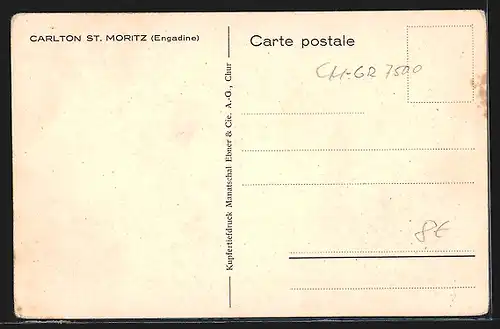 CARLTON ST. MORITZ (Engadine)
Carte postale
CH-GR 7500
Kupfertiefdruck Manatschal Ebner & Cie. A.-G., Chur
8€